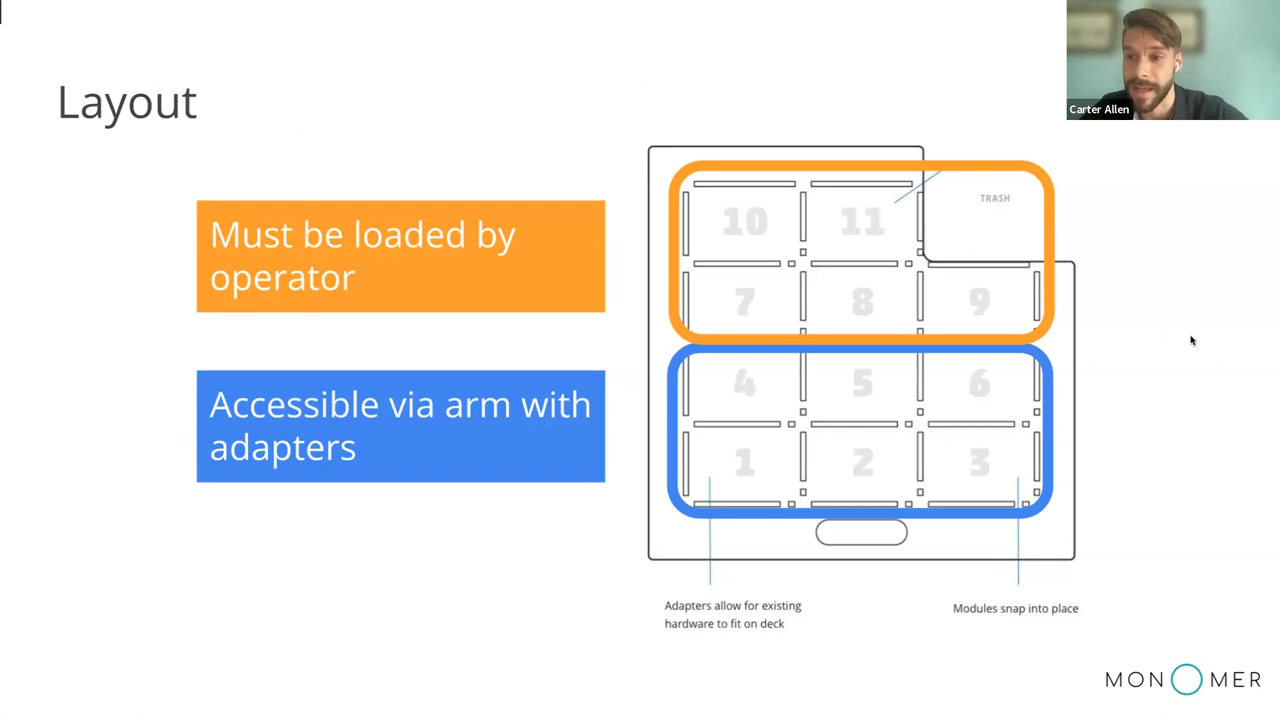 Carter Allen
Layout
Must be loaded by
operator
Accessible via arm with
adapters
TRASH
10
11
7
8
9
4
5
6
1
2
3
Adapters allow for existing
hardware to fit on deck
Modules snap into place
MONOMER